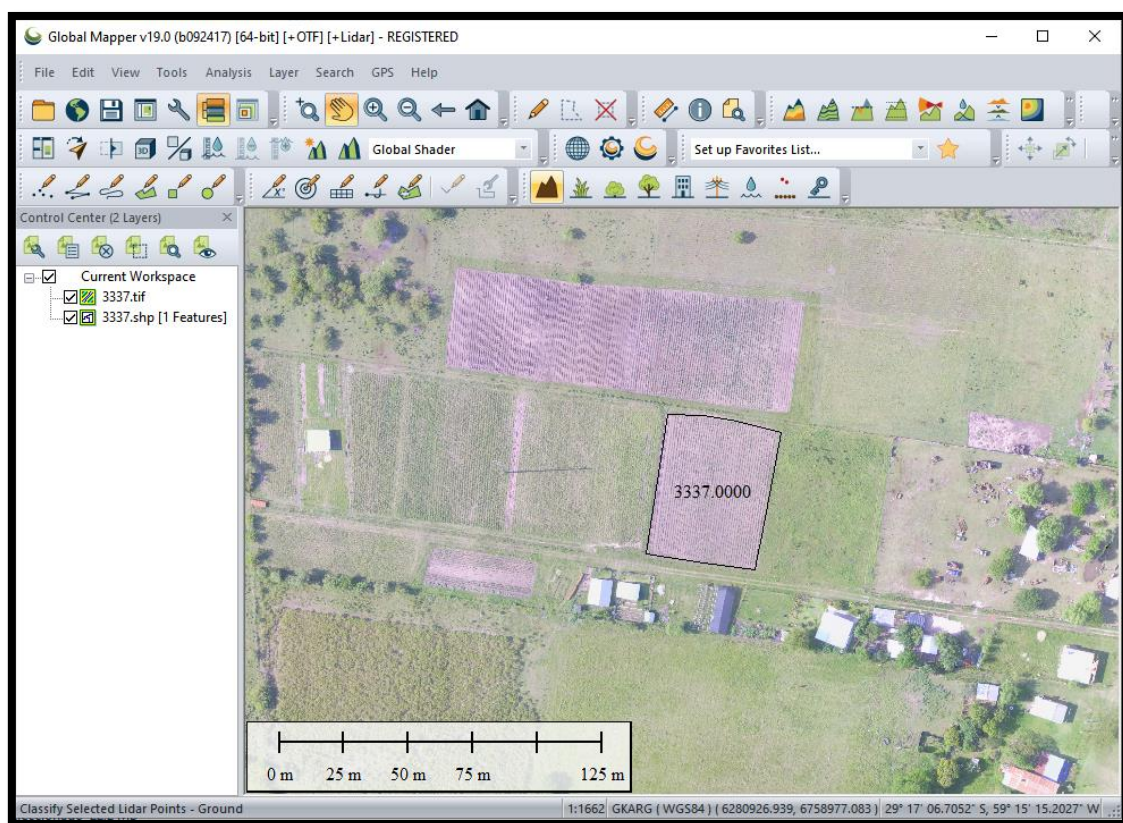 Global Mapper v19.0 (b092417) [64-bit] [+OTF] [+Lidar] - REGISTERED
File Edit View Tools Analysis Layer Search GPS Help
Global Shader
Set up Favorites List...
Control Center (2 Layers)
Current Workspace
3337.tif
3337.shp [1 Features]
3337.0000
0 m 25 m 50 m 75 m 125 m
Classify Selected Lidar Points - Ground
1:1662 GKARG ( WGS84 ) ( 6280926.939, 6758977.083 ) 29° 17' 06.7052" S, 59° 15' 15.2027" W